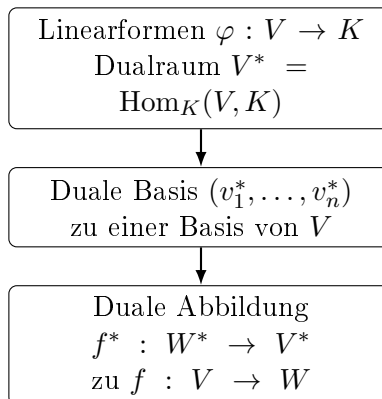 Linearformen φ : V → K
Dualraum V* =
Hom_K(V, K)
Duale Basis (v₁*, . . . , vₙ*)
zu einer Basis von V
Duale Abbildung
f* : W* → V*
zu f : V → W